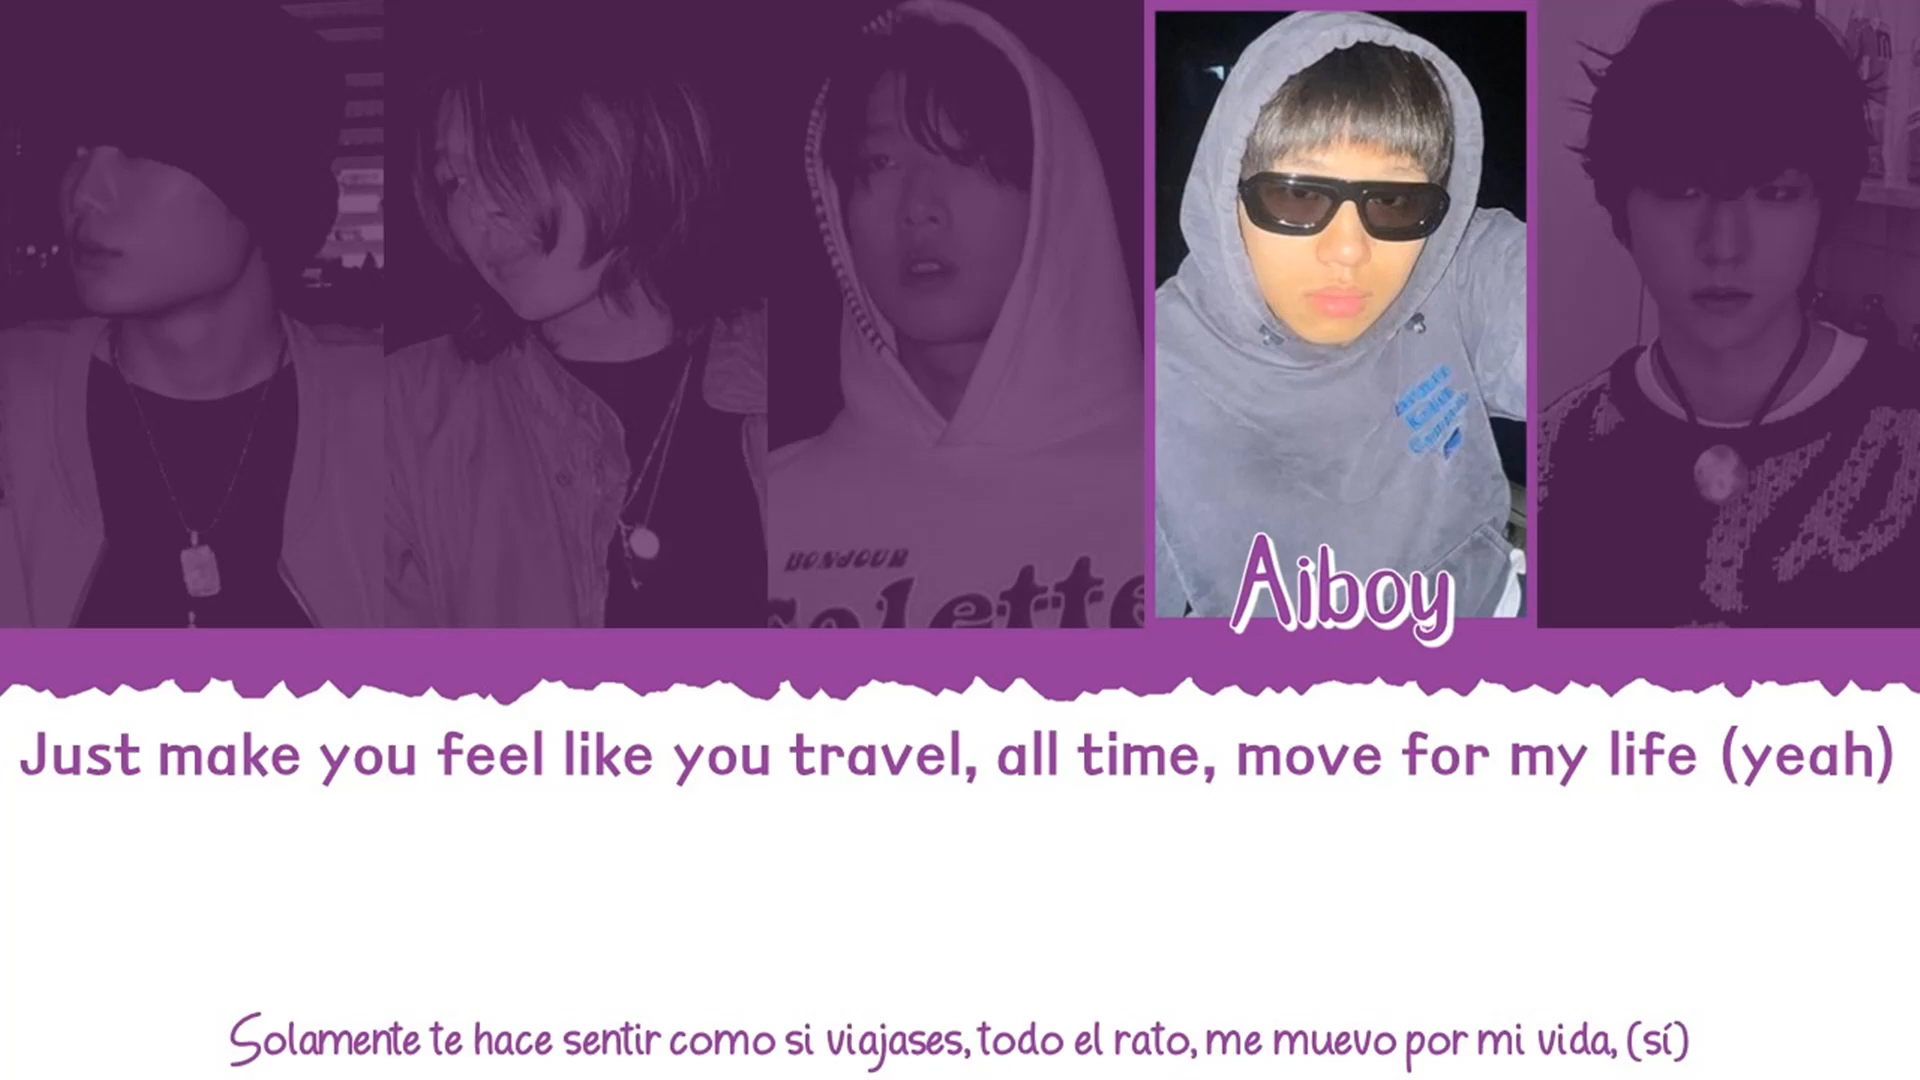 BONJOUR
Aiboy
Just make you feel like you travel, all time, move for my life (yeah)
Solamente te hace sentir como si viajases, todo el rato, me muevo por mi vida, (sí)